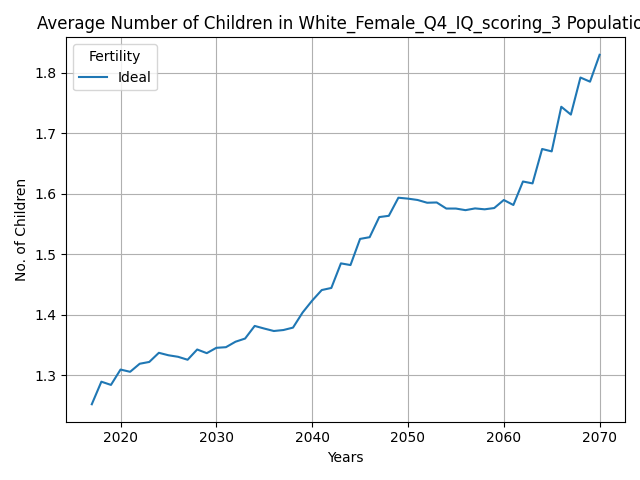 Average Number of Children in White_Female_Q4_IQ_scoring_3 Populatio
Fertility
Ideal
1.8
1.7
1.6
1.5
1.4
1.3
No. of Children
2020 2030 2040 2050 2060 2070
Years